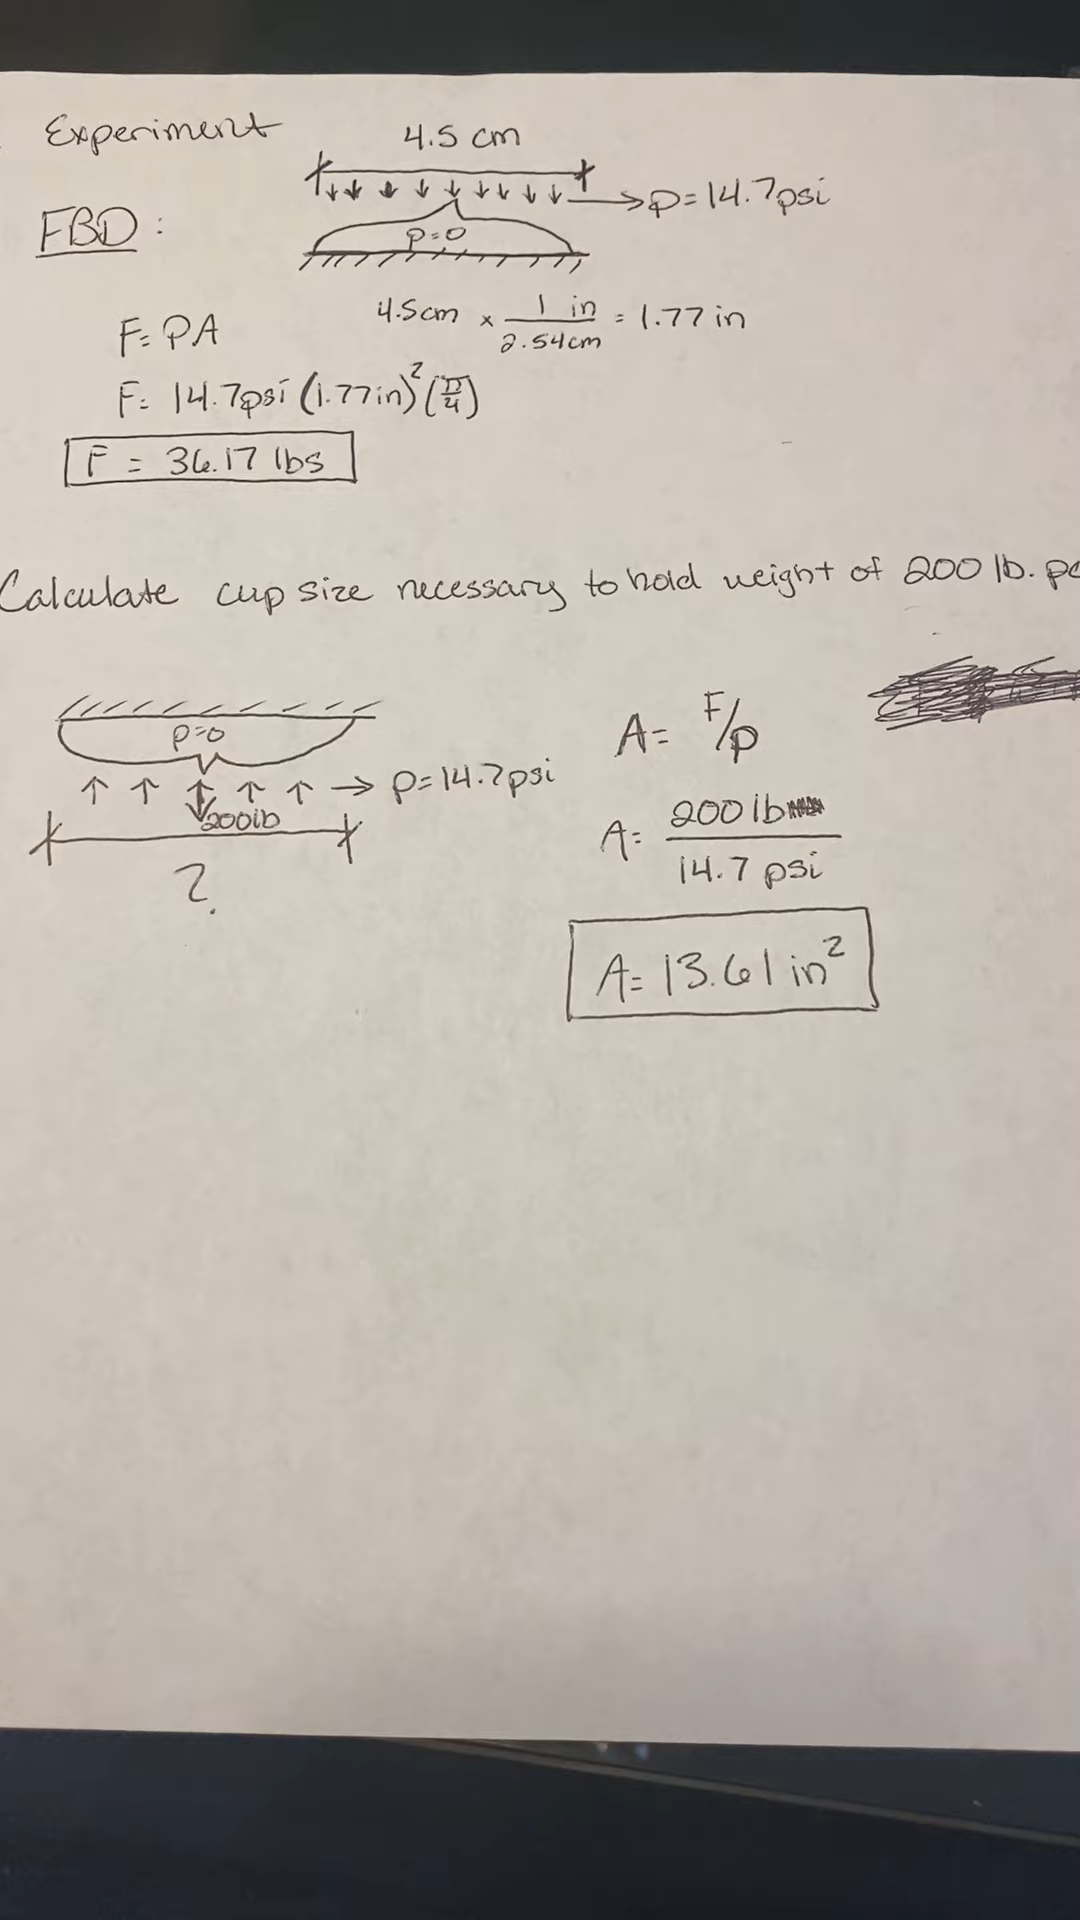 Experiment
4.5 cm
p=14.7psi
FBD:
p=0
4.5cm × 1 in/2.54cm = 1.77 in
F= PA
F= 14.7psi (1.77in)²(π/4)
F = 36.17 lbs
Calculate cup size necessary to hold weight of 200 lb.
p=0
p=14.7psi
200lb
?
A= F/p
A= 200 lb/14.7 psi
A= 13.61 in²